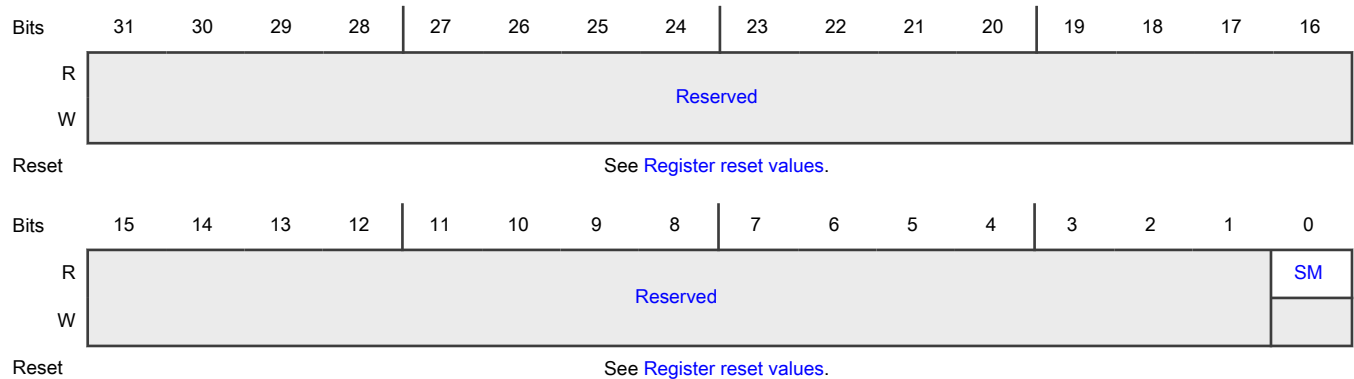 Bits 31 30 29 28 27 26 25 24 23 22 21 20 19 18 17 16
R
Reserved
W
Reset See Register reset values.
Bits 15 14 13 12 11 10 9 8 7 6 5 4 3 2 1 0
R SM
Reserved
W
Reset See Register reset values.